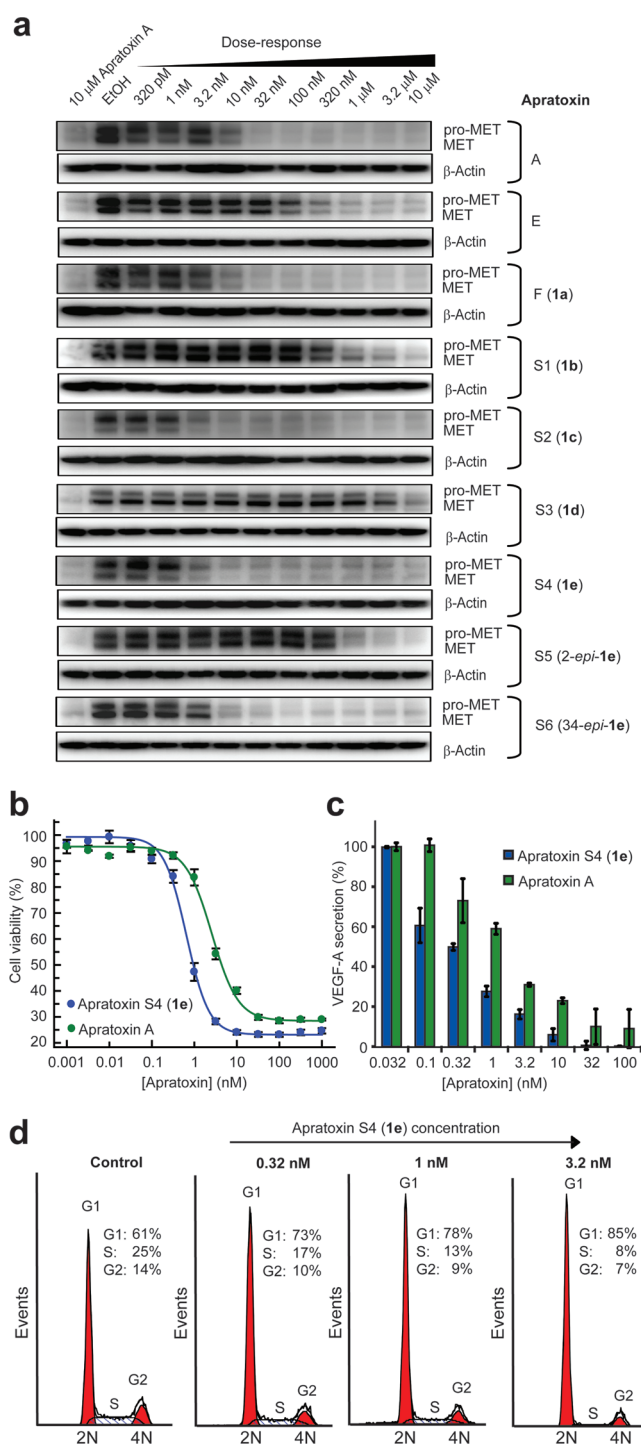 a
Dose-response
10 μM Apratoxin A
EtOH
320 pM
1 nM
3.2 nM
10 nM
32 nM
100 nM
320 nM
1 μM
3.2 μM
10 μM
Apratoxin
pro-MET
MET
β-Actin
A
pro-MET
MET
β-Actin
E
pro-MET
MET
β-Actin
F (1a)
pro-MET
MET
β-Actin
S1 (1b)
pro-MET
MET
β-Actin
S2 (1c)
pro-MET
MET
β-Actin
S3 (1d)
pro-MET
MET
β-Actin
S4 (1e)
pro-MET
MET
β-Actin
S5 (2-epi-1e)
pro-MET
MET
β-Actin
S6 (34-epi-1e)
b
Cell viability (%)
100
90
80
70
60
50
40
30
20
Apratoxin S4 (1e)
Apratoxin A
0.001 0.01 0.1 1 10 100 1000
[Apratoxin] (nM)
c
VEGF-A secretion (%)
100
80
60
40
20
0
Apratoxin S4 (1e)
Apratoxin A
0.032 0.1 0.32 1 3.2 10 32 100
[Apratoxin] (nM)
d
Apratoxin S4 (1e) concentration
Control
0.32 nM
1 nM
3.2 nM
Events
G1
G1: 61%
S: 25%
G2: 14%
S
G2
2N 4N
Events
G1
G1: 73%
S: 17%
G2: 10%
S
G2
2N 4N
Events
G1
G1: 78%
S: 13%
G2: 9%
S
G2
2N 4N
Events
G1
G1: 85%
S: 8%
G2: 7%
S
G2
2N 4N